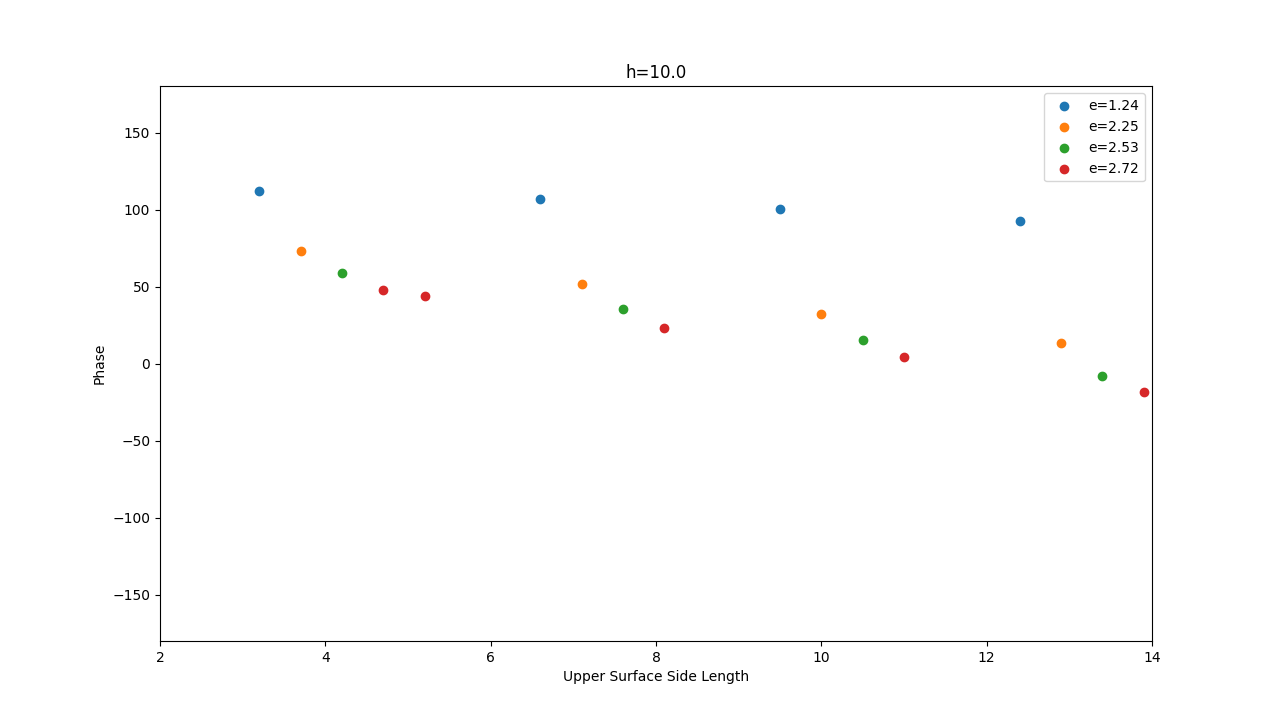 h=10.0
e=1.24
e=2.25
e=2.53
e=2.72
150
100
50
0
−50
−100
−150
Phase
2 4 6 8 10 12 14
Upper Surface Side Length